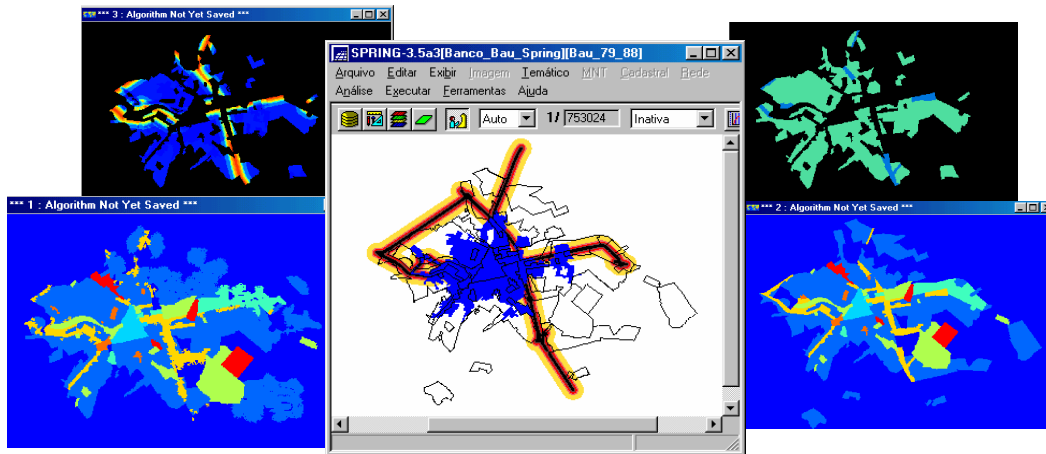 *** 3 : Algorithm Not Yet Saved ***
SPRING-3.5a3[Banco_Bau_Spring][Bau_79_88]
Arquivo Editar Exibir Imagem Temático MNT Cadastral Rede
Análise Executar Ferramentas Ajuda
Auto 1/ 753024 Inativa
*** 1 : Algorithm Not Yet Saved ***
*** 2 : Algorithm Not Yet Saved ***